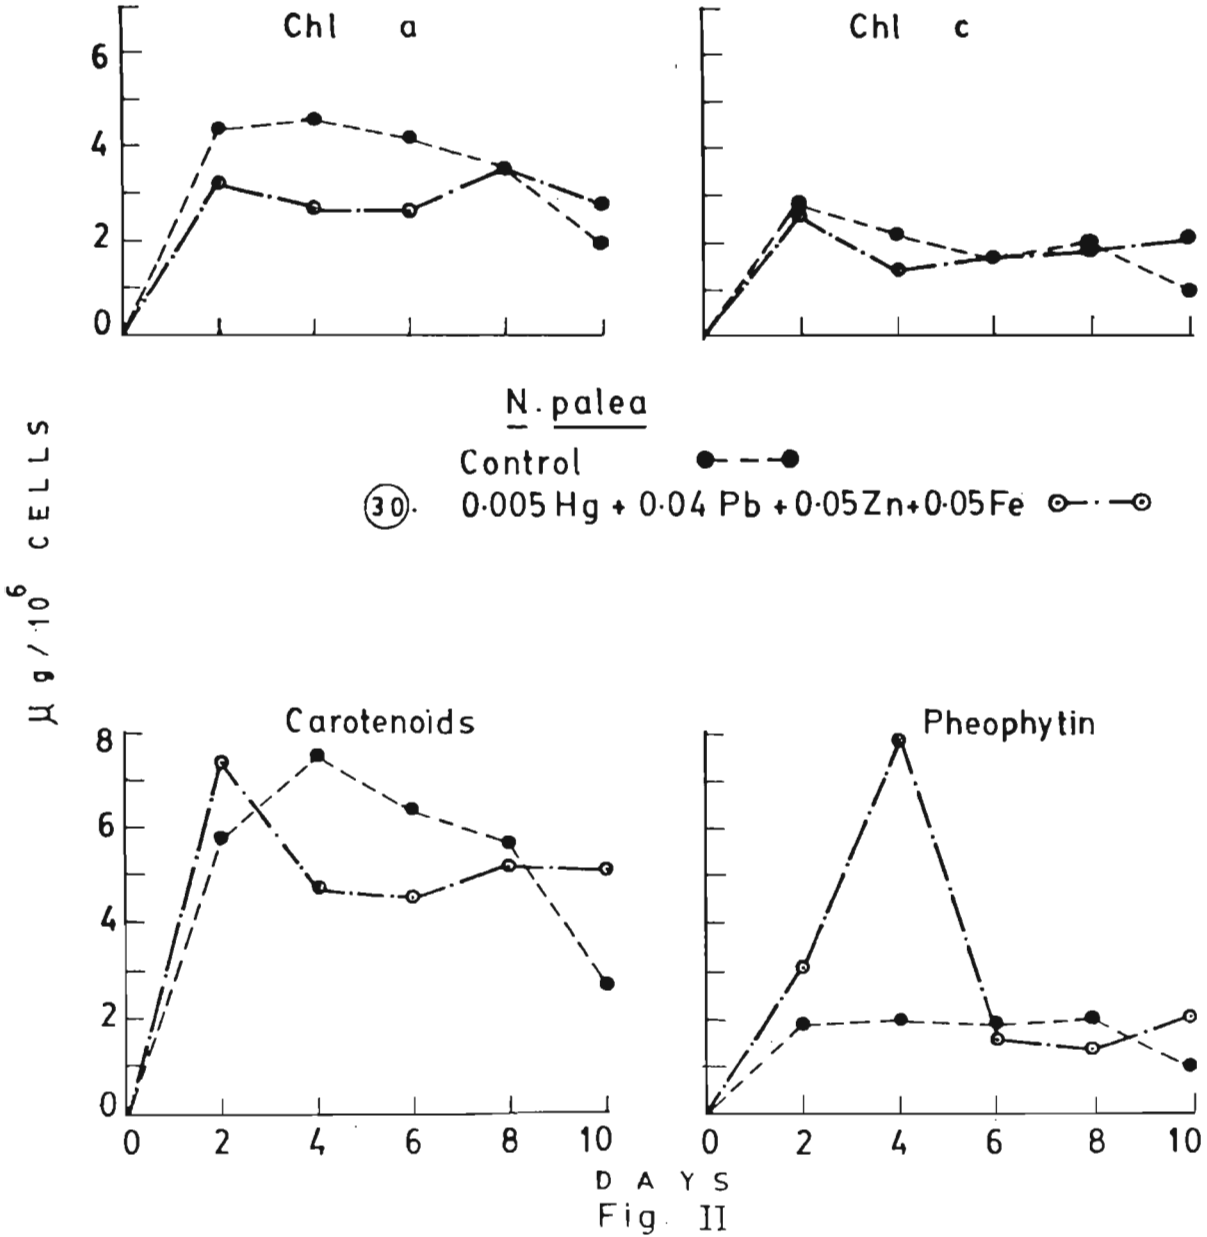 Chl a
Chl c
6
4
2
0
N. palea
Control
30. 0.005 Hg + 0.04 Pb + 0.05 Zn + 0.05 Fe
µg / 10⁶ CELLS
Carotenoids
Pheophytin
8
6
4
2
0
0 2 4 6 8 10
0 2 4 6 8 10
DAYS
Fig. II